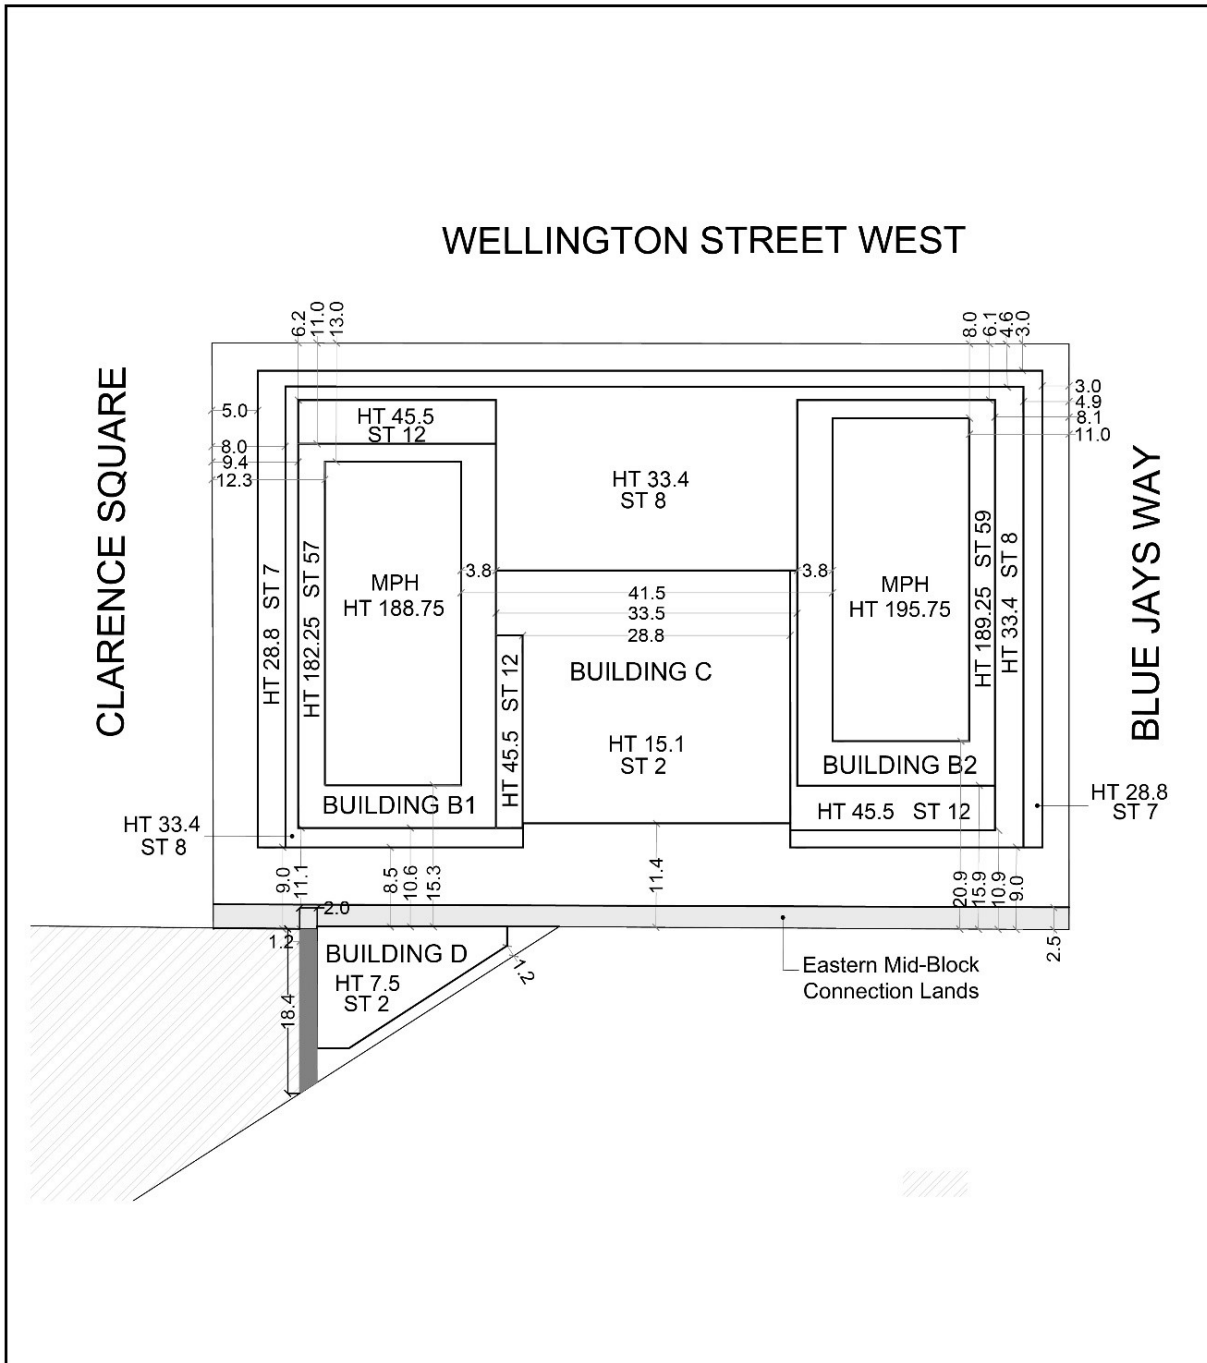 WELLINGTON STREET WEST
6.2
11.0
13.0
8.0
6.1
4.6
3.0
CLARENCE SQUARE
BLUE JAYS WAY
5.0
8.0
9.4
12.3
3.0
4.9
8.1
11.0
HT 45.5
ST 12
HT 33.4
ST 8
HT 28.8 ST 7
HT 182.25 ST 57
MPH
HT 188.75
3.8
41.5
33.5
28.8
3.8
MPH
HT 195.75
HT 189.25 ST 59
HT 33.4 ST 8
HT 45.5 ST 12
BUILDING C
HT 15.1
ST 2
BUILDING B1
BUILDING B2
HT 45.5 ST 12
HT 28.8
ST 7
HT 33.4
ST 8
9.0
11.1
8.5
10.6
15.3
11.4
20.9
15.9
10.9
9.0
2.0
1.2
BUILDING D
HT 7.5
ST 2
1.2
18.4
Eastern Mid-Block
Connection Lands
2.5